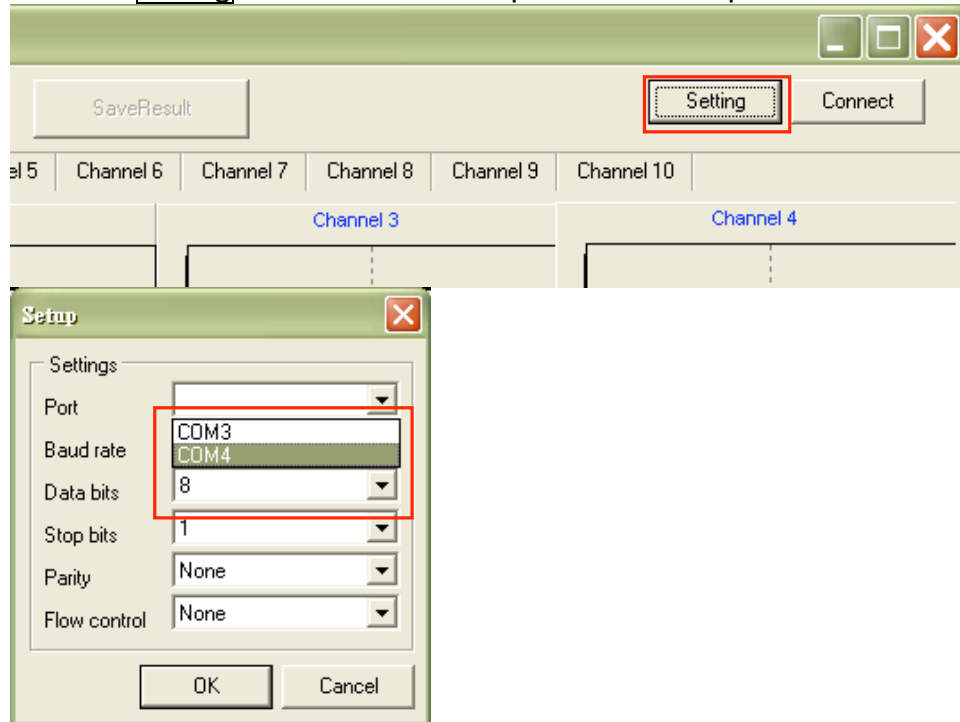 SaveResult Setting Connect
el 5 Channel 6 Channel 7 Channel 8 Channel 9 Channel 10
Channel 3 Channel 4
Setup
Settings
Port
COM3
Baud rate COM4
Data bits 8
Stop bits 1
Parity None
Flow control None
OK Cancel